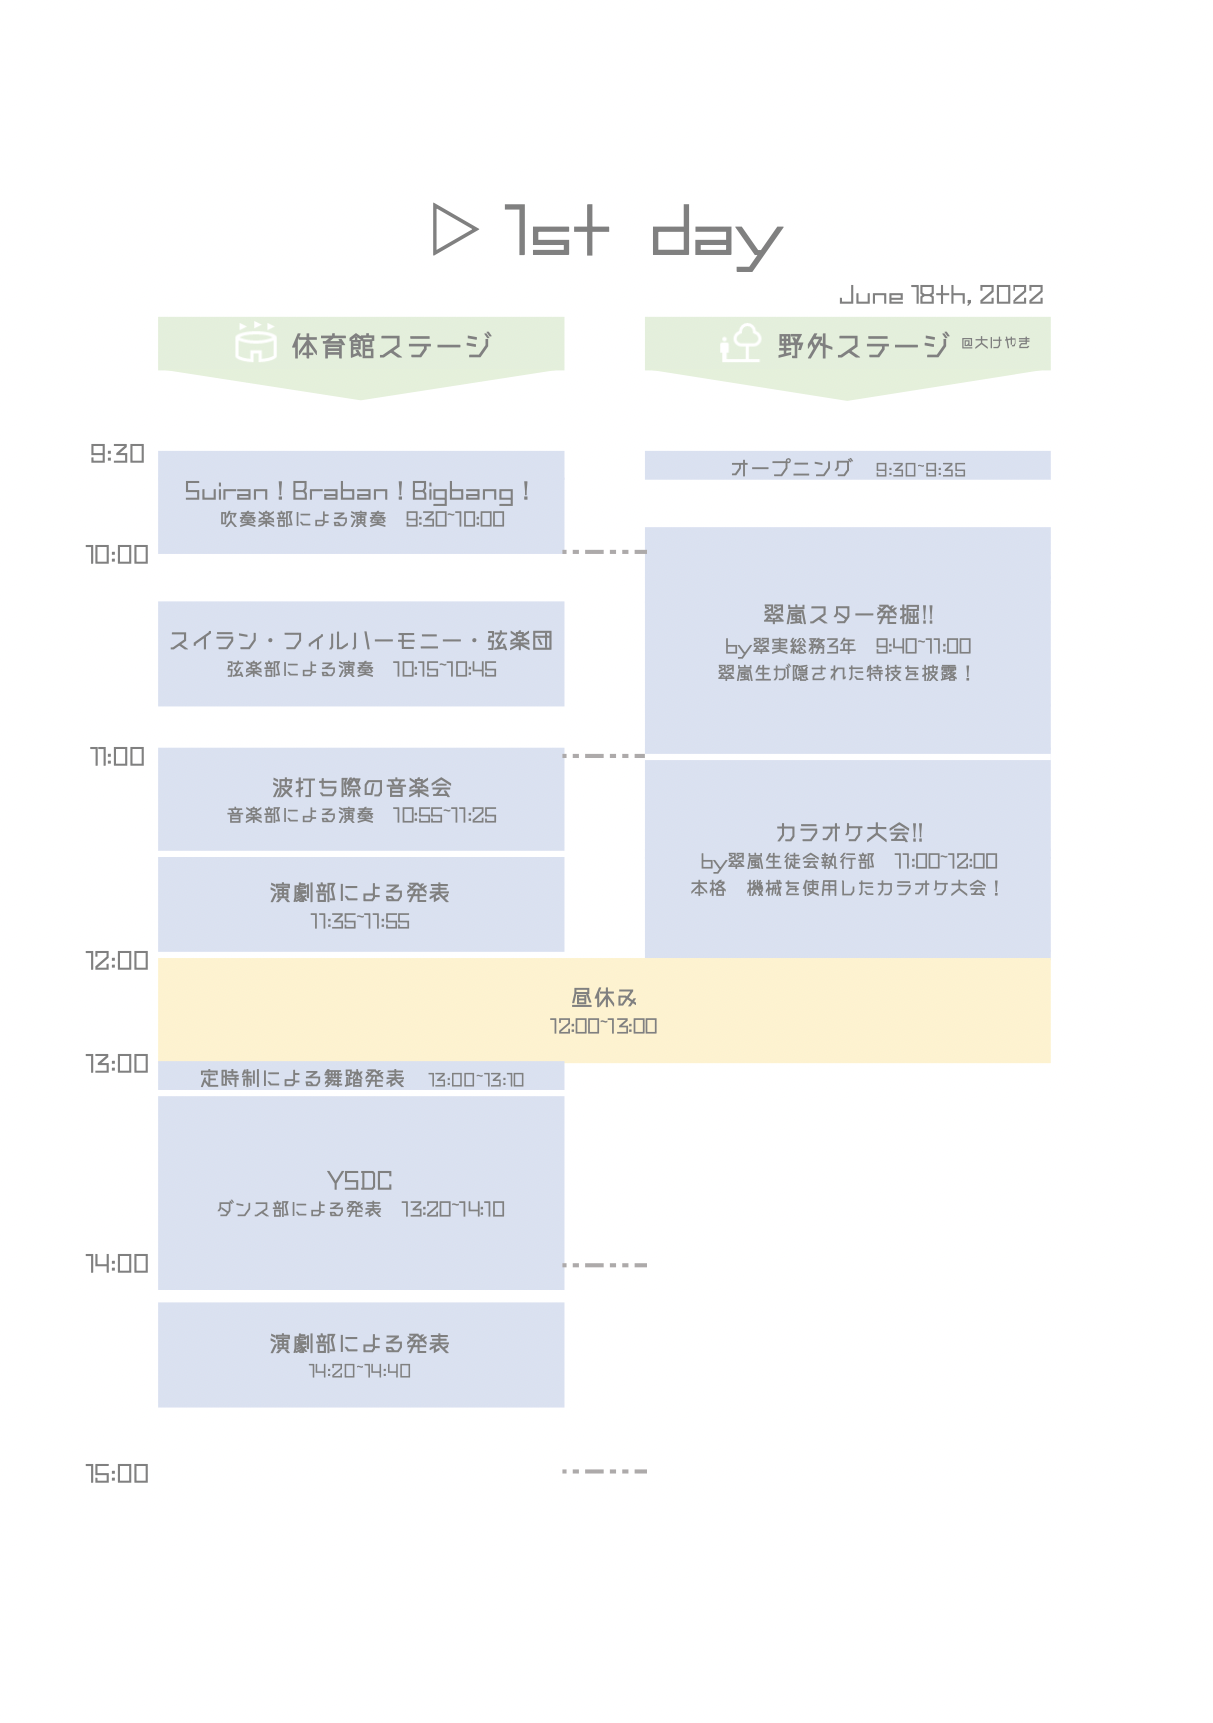 ▷ 1st day
June 18th, 2022
体育館ステージ
野外ステージ @大けやき
9:30
Suiran！Braban！Bigbang！
吹奏楽部による演奏　9:30~10:00
オープニング　9:30~9:35
10:00
スイラン・フィルハーモニー・弦楽団
弦楽部による演奏　10:15~10:45
翠嵐スター発掘!!
by翠実総務3年　9:40~11:00
翠嵐生が隠された特技を披露！
11:00
波打ち際の音楽会
音楽部による演奏　10:55~11:25
カラオケ大会!!
by翠嵐生徒会執行部　11:00~12:00
本格　機械を使用したカラオケ大会！
演劇部による発表
11:35~11:55
12:00
昼休み
12:00~13:00
13:00
定時制による舞踏発表　13:00~13:10
YSDC
ダンス部による発表　13:20~14:10
14:00
演劇部による発表
14:20~14:40
15:00